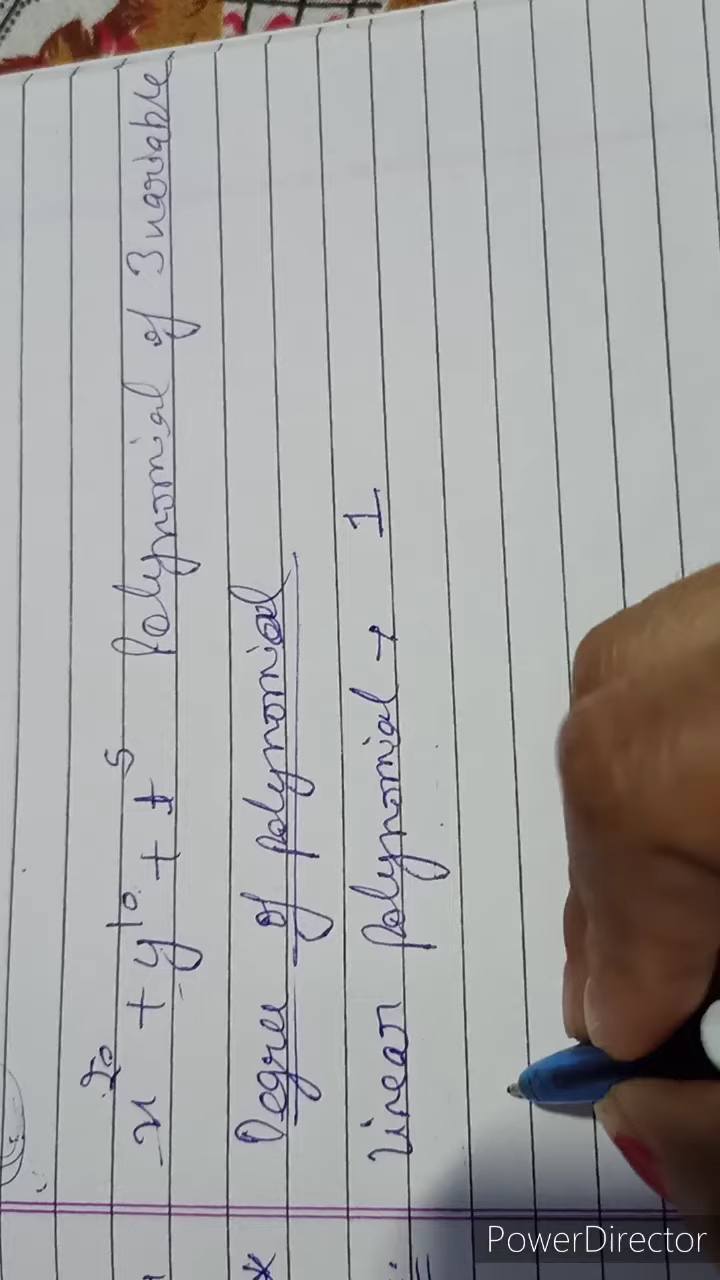 x²⁰ + y¹⁰ + t⁵ Polynomial of 3 variable
* Degree of polynomial
Linear polynomial → 1
PowerDirector